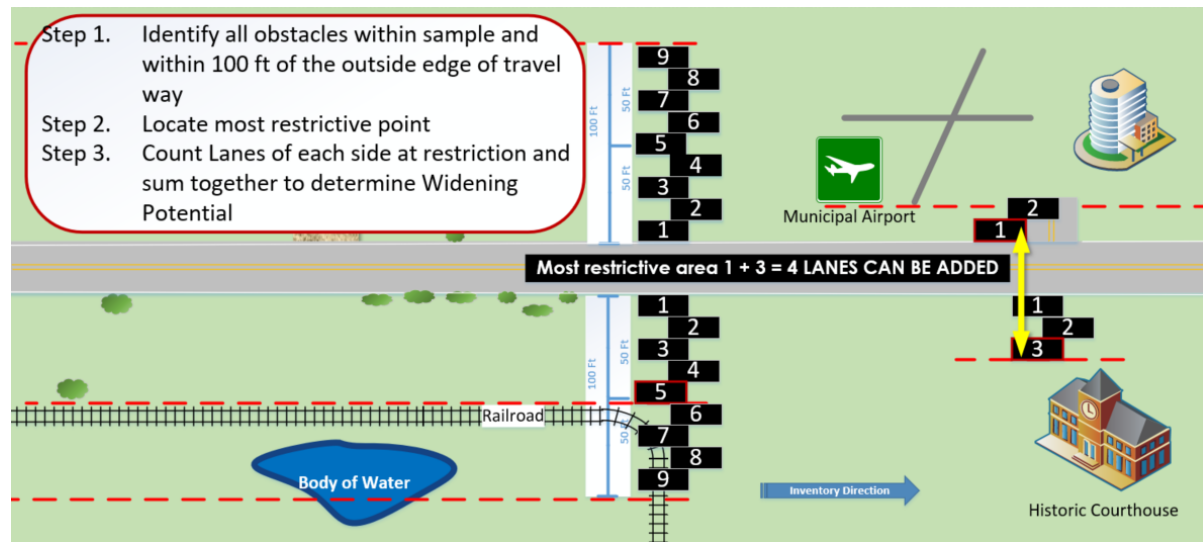 Step 1. Identify all obstacles within sample and
within 100 ft of the outside edge of travel
way
Step 2. Locate most restrictive point
Step 3. Count Lanes of each side at restriction and
sum together to determine Widening
Potential
100 Ft
50 Ft
50 Ft
9
8
7
6
5
4
3
2
1
Municipal Airport
2
1
Most restrictive area 1 + 3 = 4 LANES CAN BE ADDED
100 Ft
50 Ft
50
1
2
3
4
5
6
7
8
9
1
2
3
Railroad
Body of Water
Inventory Direction
Historic Courthouse